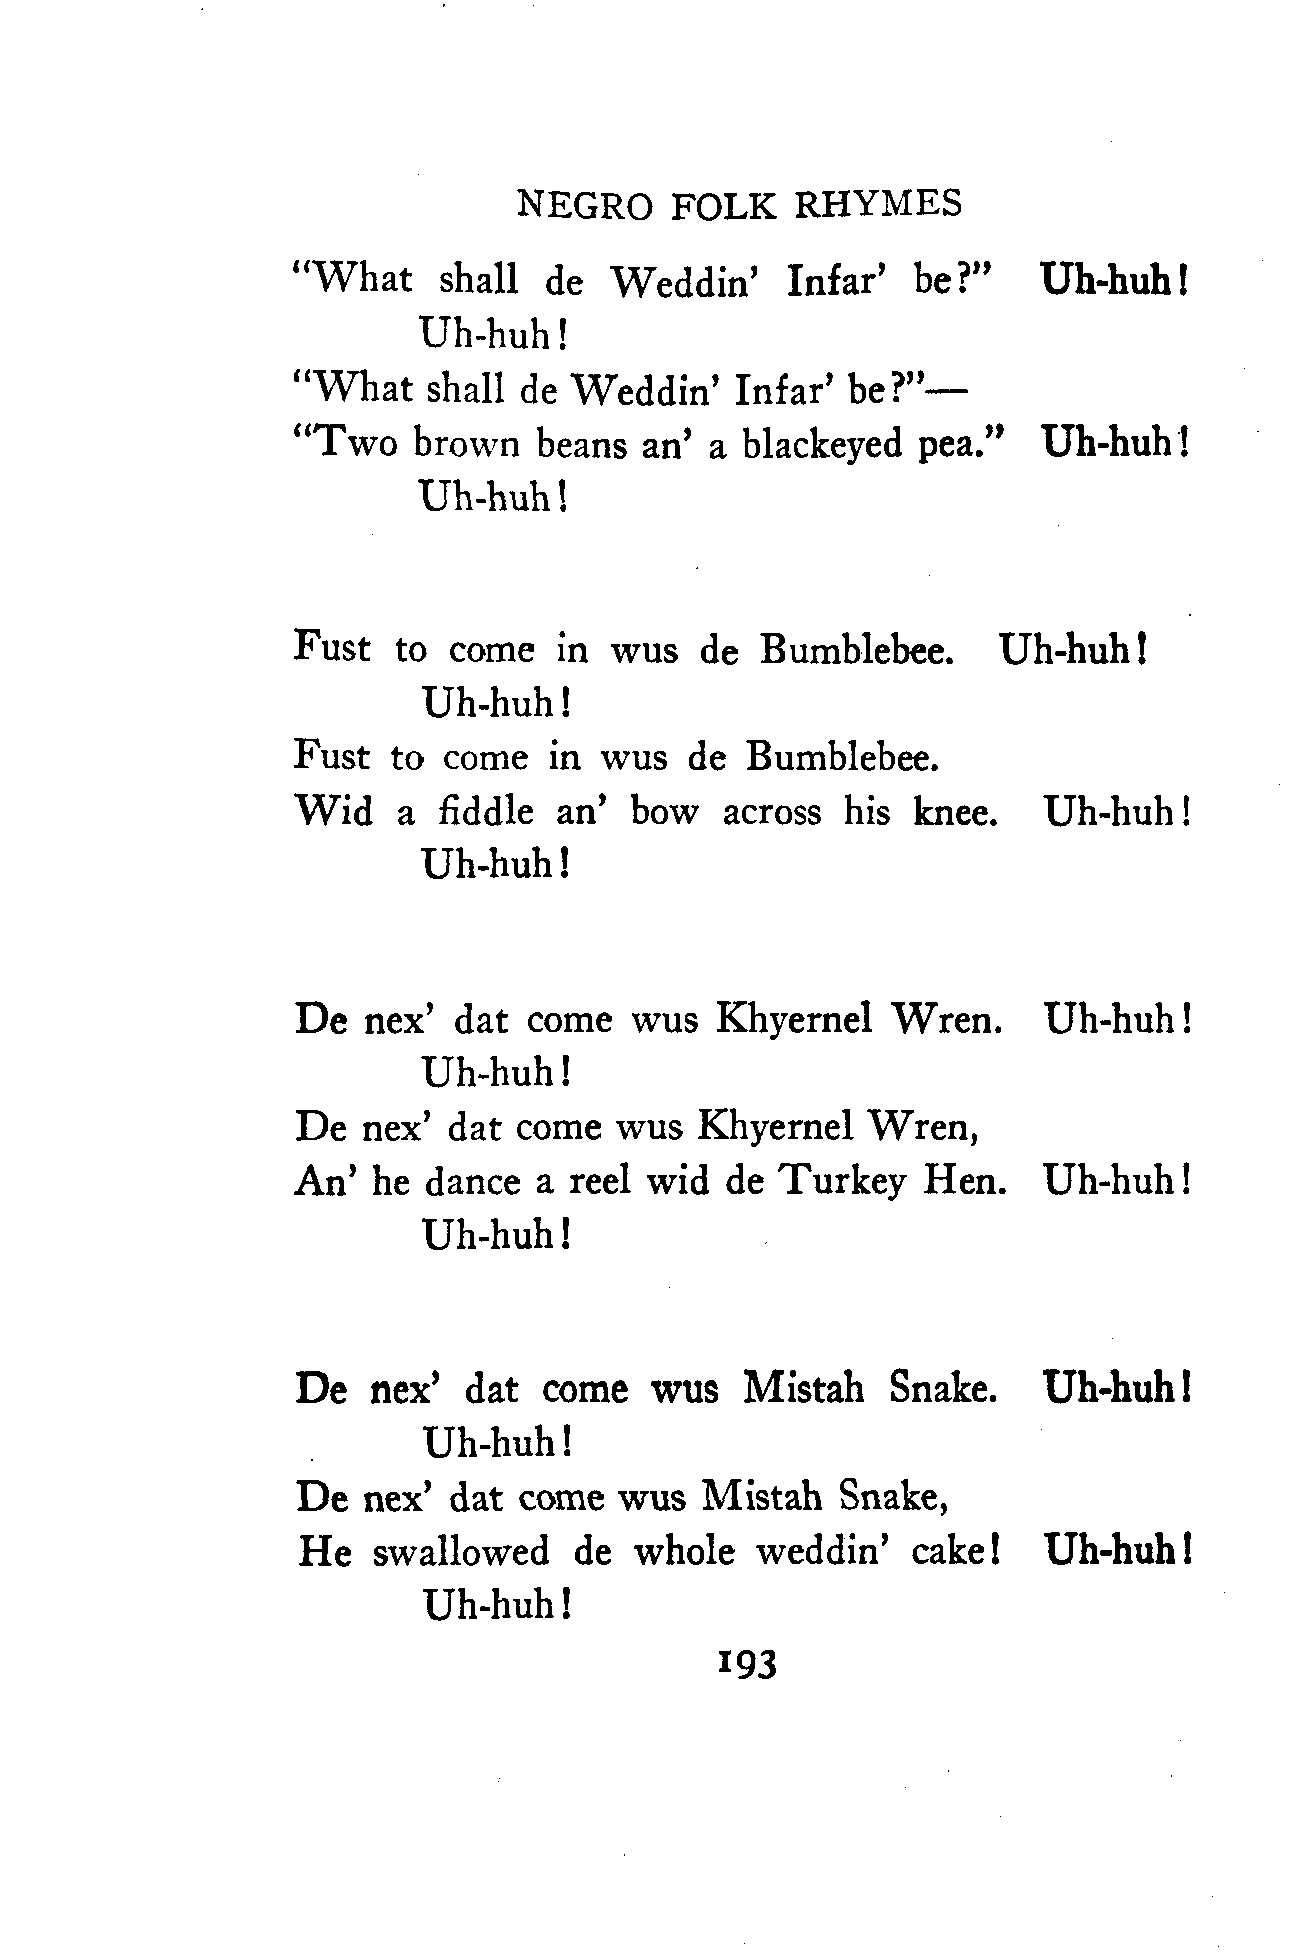 NEGRO FOLK RHYMES
“What shall de Weddin’ Infar’ be?” Uh-huh!
Uh-huh!
“What shall de Weddin’ Infar’ be?”—
“Two brown beans an’ a blackeyed pea.” Uh-huh!
Uh-huh!
Fust to come in wus de Bumblebee. Uh-huh!
Uh-huh!
Fust to come in wus de Bumblebee.
Wid a fiddle an’ bow across his knee. Uh-huh!
Uh-huh!
De nex’ dat come wus Khyernel Wren. Uh-huh!
Uh-huh!
De nex’ dat come wus Khyernel Wren,
An’ he dance a reel wid de Turkey Hen. Uh-huh!
Uh-huh!
De nex’ dat come wus Mistah Snake. Uh-huh!
Uh-huh!
De nex’ dat come wus Mistah Snake,
He swallowed de whole weddin’ cake! Uh-huh!
Uh-huh!
193